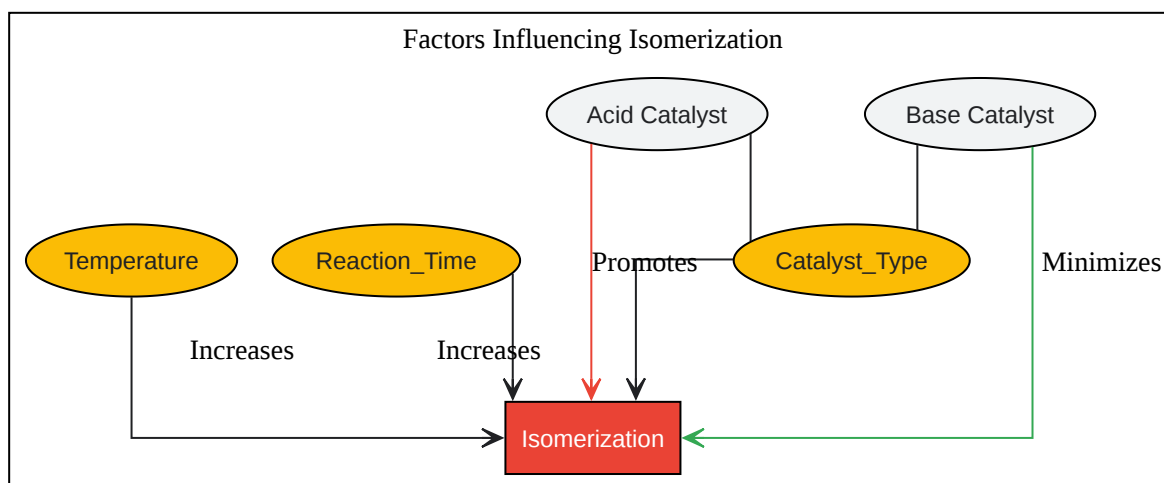 Factors Influencing Isomerization
Acid Catalyst
Base Catalyst
Temperature
Reaction_Time
Promotes
Catalyst_Type
Minimizes
Increases
Increases
Isomerization